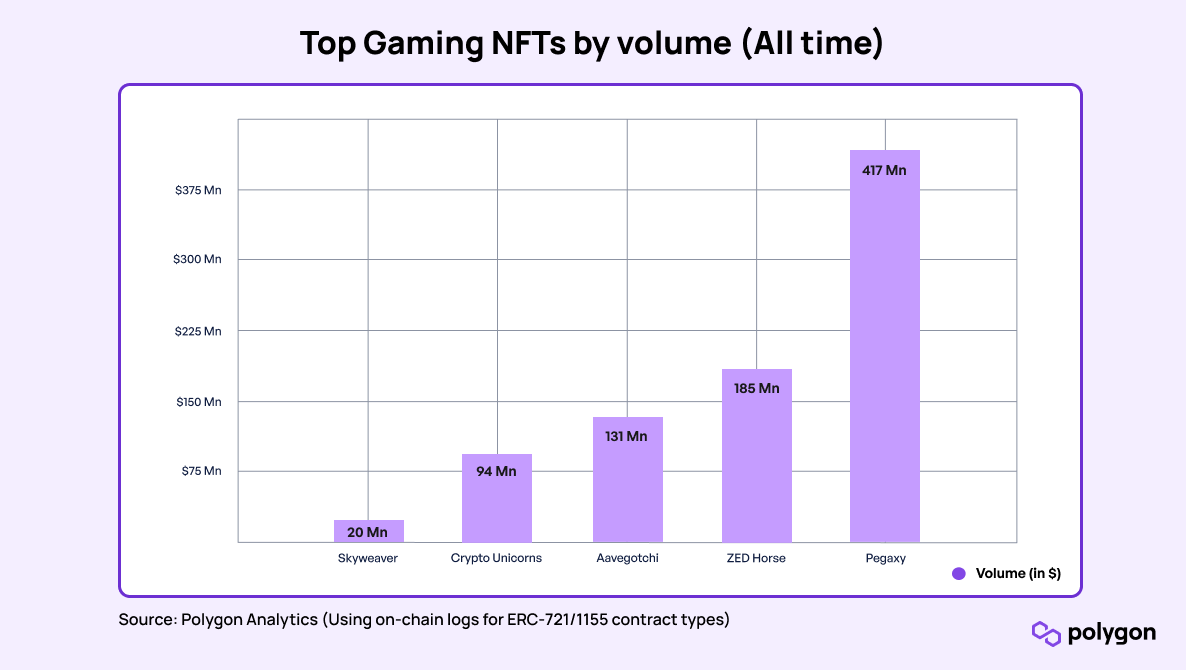 Top Gaming NFTs by volume (All time)
$375 Mn
$300 Mn
$225 Mn
$150 Mn
$75 Mn
417 Mn
185 Mn
131 Mn
94 Mn
20 Mn
Skyweaver
Crypto Unicorns
Aavegotchi
ZED Horse
Pegaxy
Volume (in $)
Source: Polygon Analytics (Using on-chain logs for ERC-721/1155 contract types)
polygon